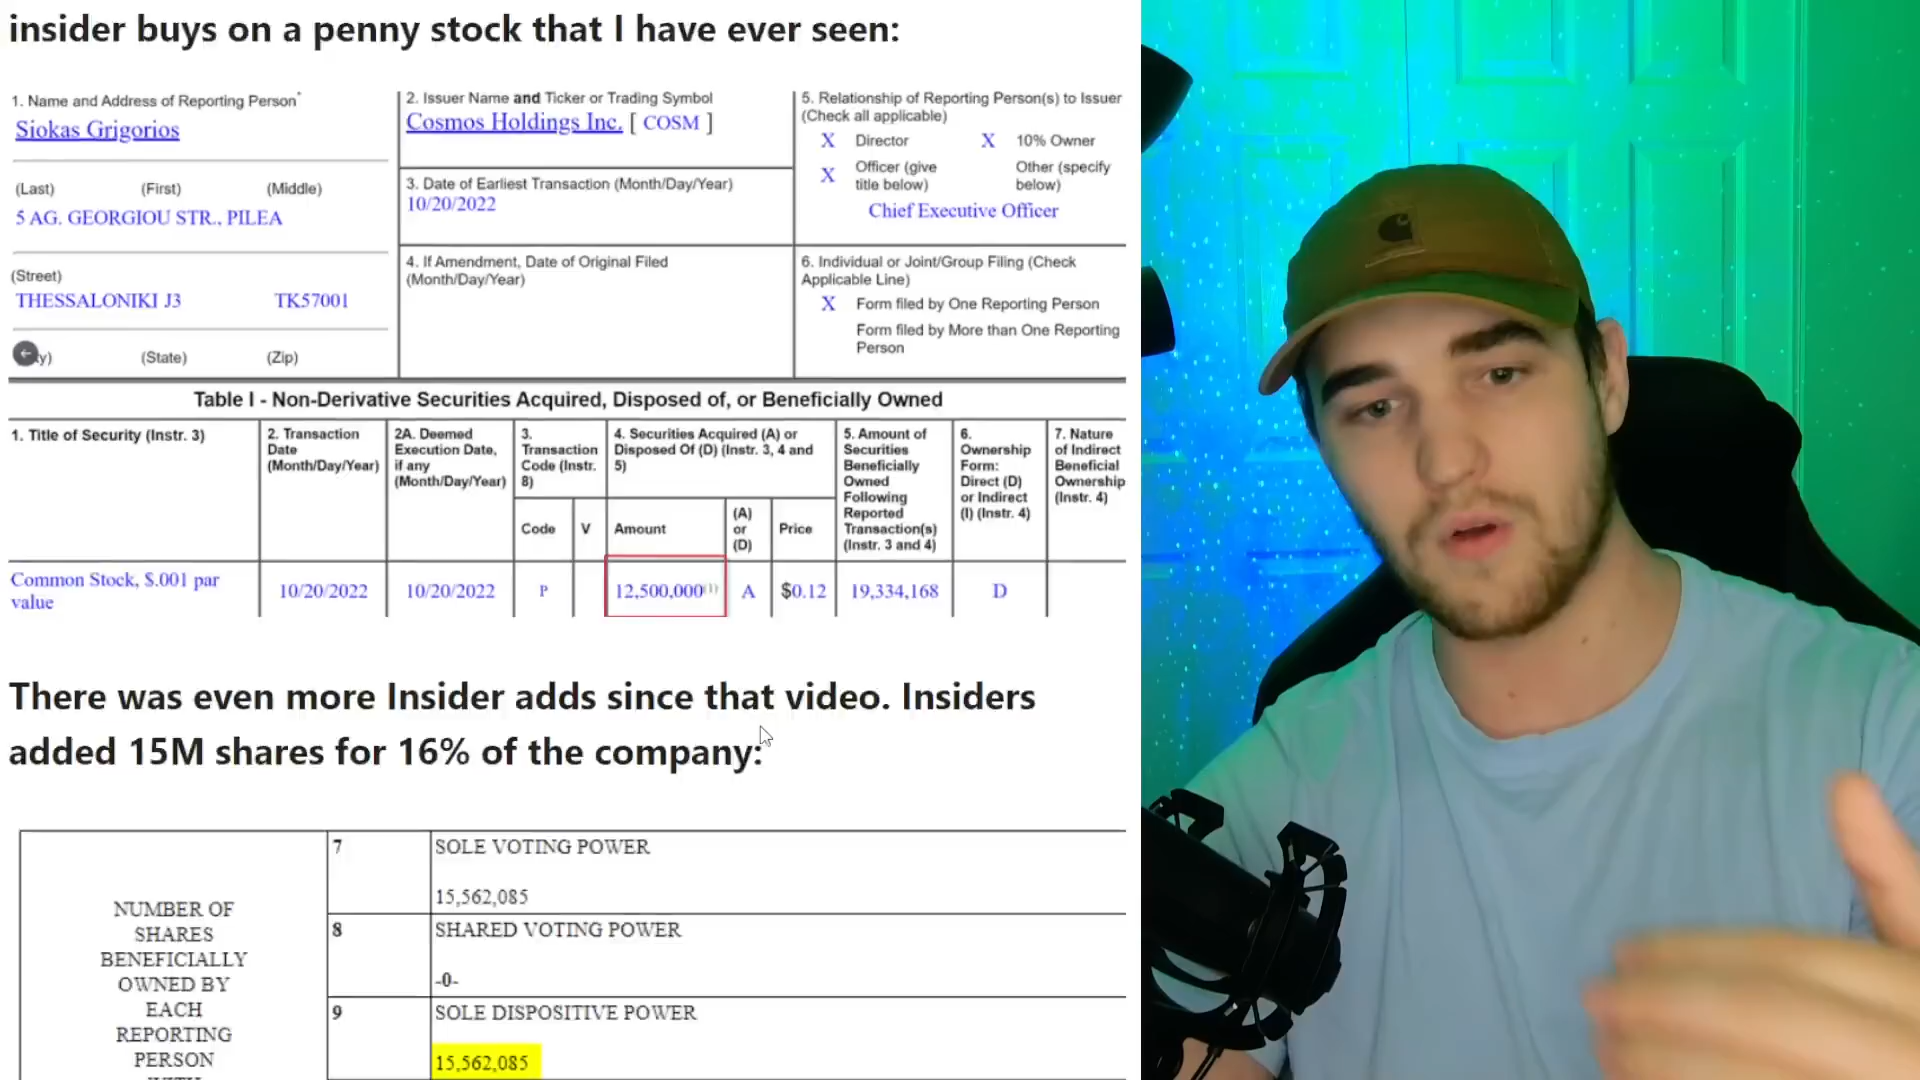 insider buys on a penny stock that I have ever seen:
1. Name and Address of Reporting Person*
Siokas Grigorios
(Last) (First) (Middle)
5 AG. GEORGIOU STR., PILEA
(Street)
THESSALONIKI J3 TK57001
(State) (Zip)
2. Issuer Name and Ticker or Trading Symbol
Cosmos Holdings Inc. [ COSM ]
3. Date of Earliest Transaction (Month/Day/Year)
10/20/2022
4. If Amendment, Date of Original Filed
(Month/Day/Year)
5. Relationship of Reporting Person(s) to Issuer
(Check all applicable)
X Director X 10% Owner
X Officer (give title below) Other (specify below)
Chief Executive Officer
6. Individual or Joint/Group Filing (Check
Applicable Line)
X Form filed by One Reporting Person
Form filed by More than One Reporting
Person
Table I - Non-Derivative Securities Acquired, Disposed of, or Beneficially Owned
1. Title of Security (Instr. 3)
2. Transaction
Date
(Month/Day/Year)
2A. Deemed
Execution Date,
if any
(Month/Day/Year)
3.
Transaction
Code (Instr.
8)
4. Securities Acquired (A) or
Disposed Of (D) (Instr. 3, 4 and
5)
5. Amount of
Securities
Beneficially
Owned
Following
Reported
Transaction(s)
(Instr. 3 and 4)
6.
Ownership
Form:
Direct (D)
or Indirect
(I) (Instr. 4)
7. Nature
of Indirect
Beneficial
Ownership
(Instr. 4)
Code V Amount (A) or (D) Price
Common Stock, $.001 par
value
10/20/2022 10/20/2022 P 12,500,000(1) A $0.12 19,334,168 D
There was even more Insider adds since that video. Insiders
added 15M shares for 16% of the company:
NUMBER OF
SHARES
BENEFICIALLY
OWNED BY
EACH
REPORTING
PERSON
7 SOLE VOTING POWER
15,562,085
8 SHARED VOTING POWER
-0-
9 SOLE DISPOSITIVE POWER
15,562,085